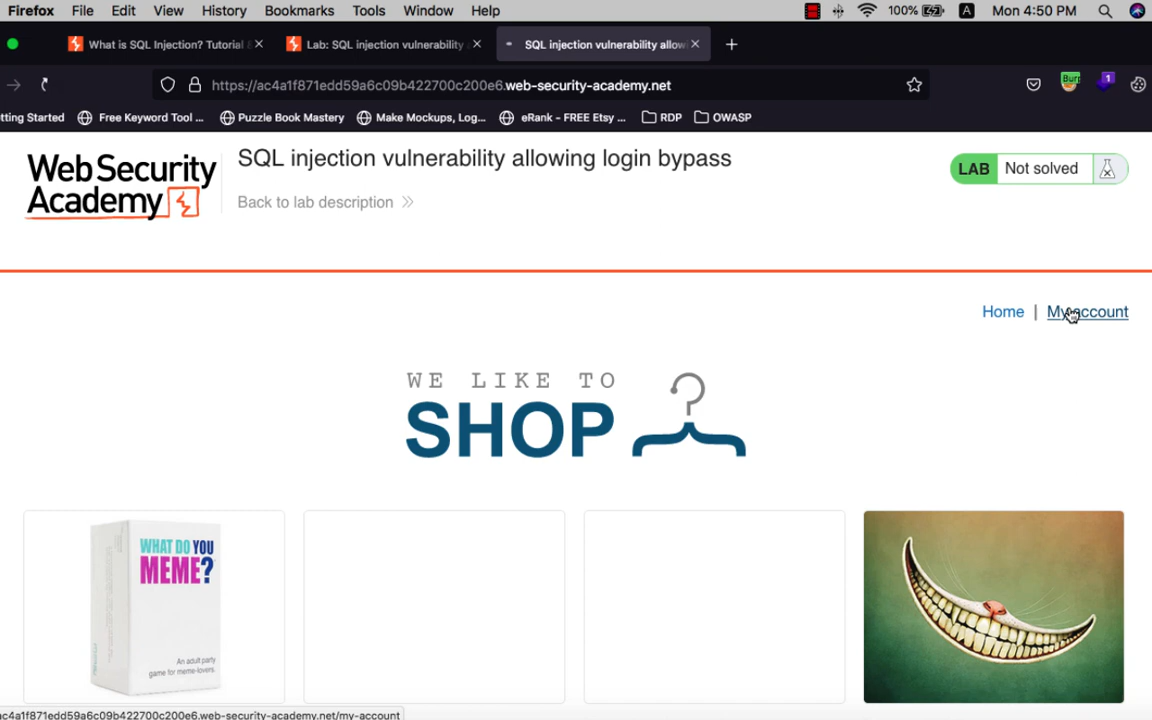 Firefox File Edit View History Bookmarks Tools Window Help 100% A Mon 4:50 PM
What is SQL Injection? Tutorial &
Lab: SQL injection vulnerability a
SQL injection vulnerability allow
https://ac4a1f871edd59a6c09b422700c200e6.web-security-academy.net
Burp
1
tting Started Free Keyword Tool ... Puzzle Book Mastery Make Mockups, Log... eRank - FREE Etsy ... RDP OWASP
Web Security
Academy
SQL injection vulnerability allowing login bypass
Back to lab description
LAB Not solved
Home | My account
WE LIKE TO
SHOP
WHAT DO YOU
MEME?
An adult party
game for meme-lovers.
ac4a1f871edd59a6c09b422700c200e6.web-security-academy.net/my-account